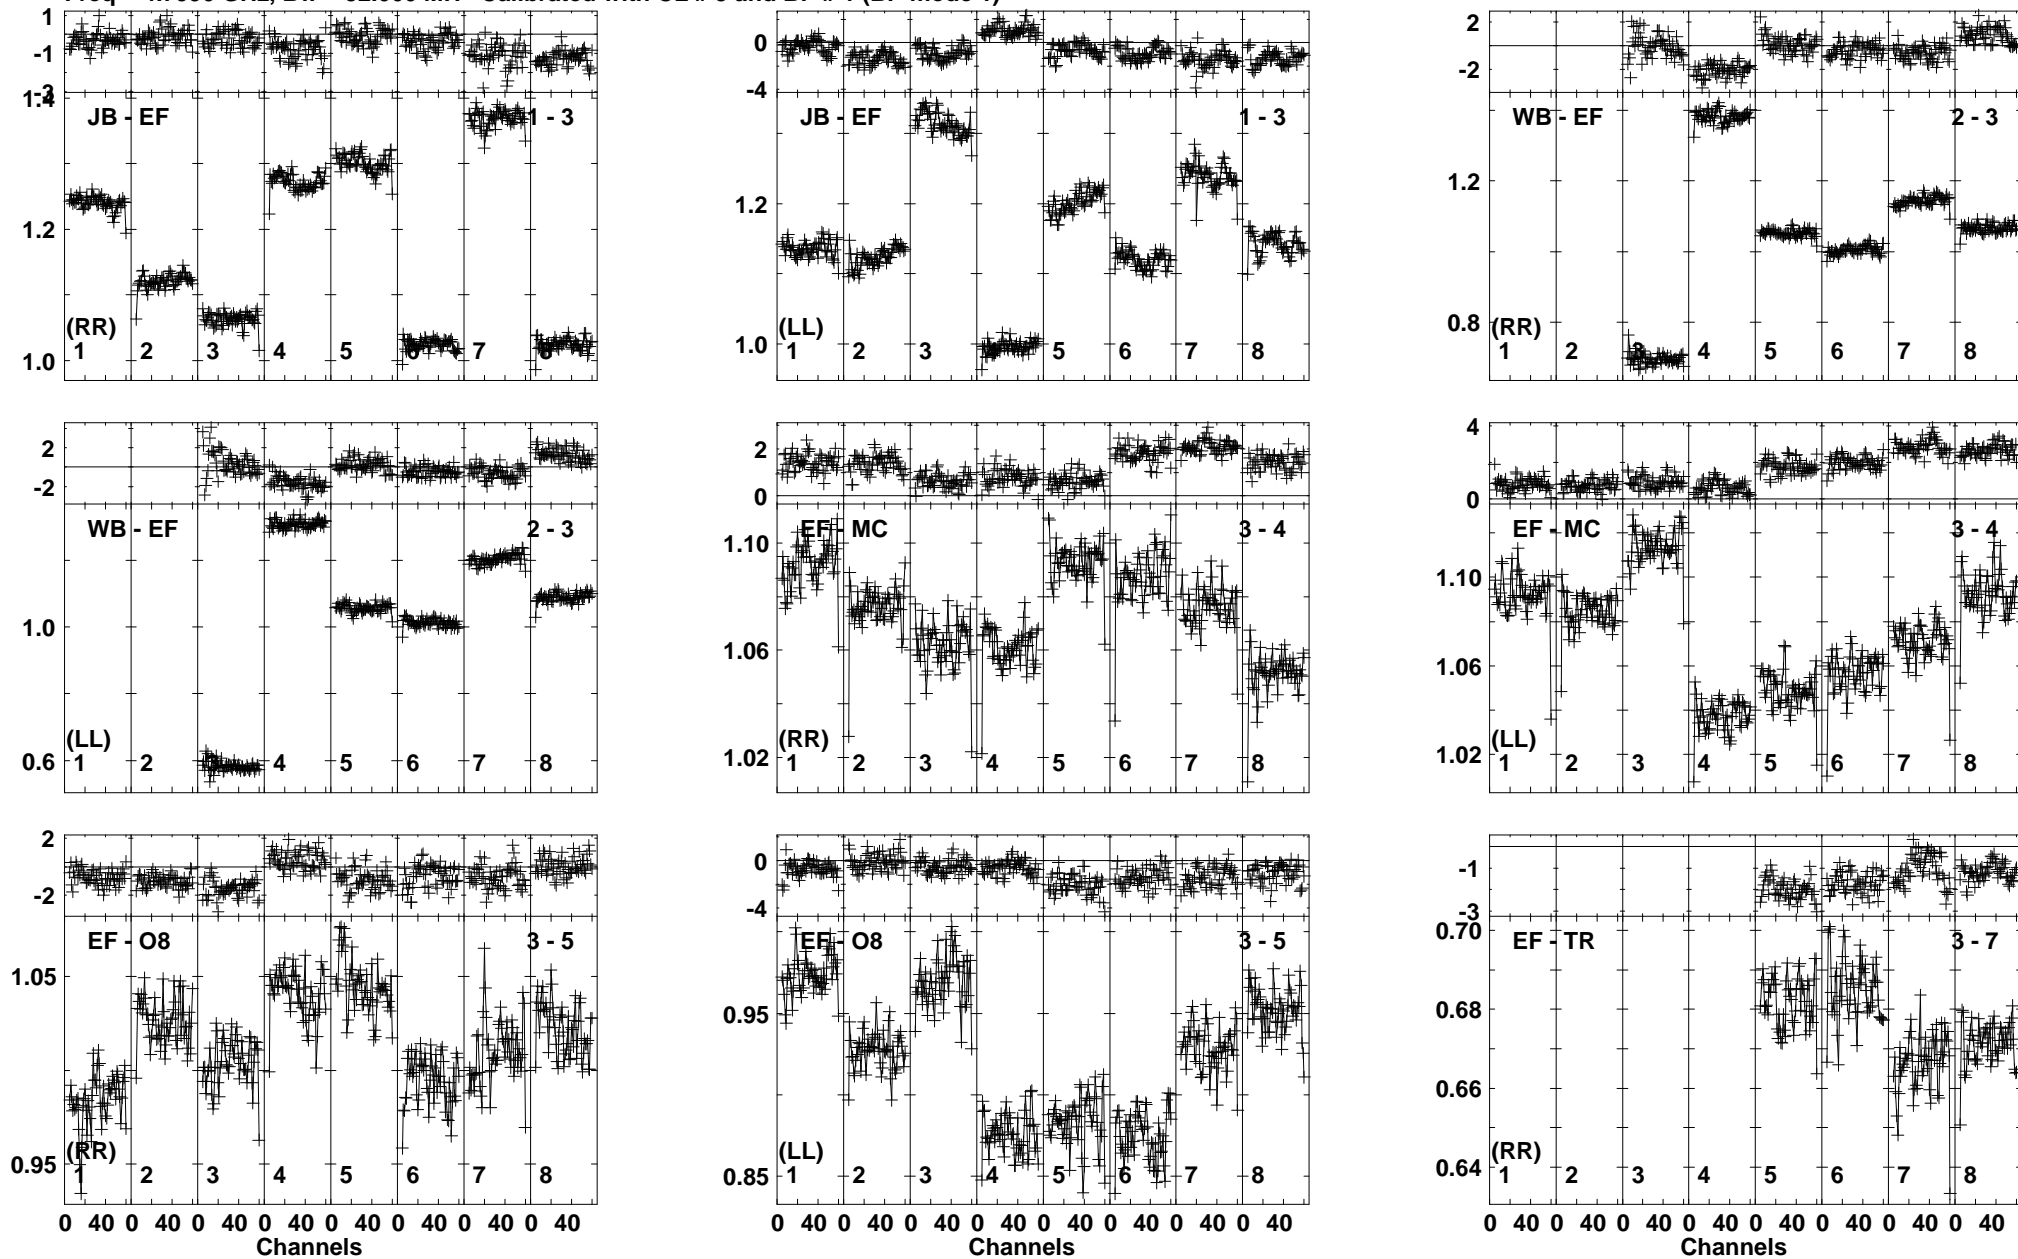 1 -1 -3 0 -4 2 -2
1.4 JB - EF 1 - 3 JB - EF 1 - 3 WB - EF 2 - 3
1.2 1.2 1.2
1.0 1.0 0.8
(RR) (LL) (RR)
1 2 3 4 5 6 7 8 1 2 3 4 5 6 7 8 1 2 3 4 5 6 7 8
2 -2 2 0 4 2 0
WB - EF 2 - 3 EF - MC 3 - 4 EF - MC 3 - 4
1.0 0.6 1.10 1.06 1.02 1.10 1.06 1.02
(LL) (RR) (LL)
1 2 4 5 6 7 8 1 2 3 4 5 6 7 8 1 2 3 4 5 6 7 8
2 -2 0 -4 -1 -3
EF - O8 3 - 5 EF - O8 3 - 5 EF - TR 3 - 7
1.05 0.95 0.95 0.85 0.70 0.68 0.66 0.64
(RR) (LL) (RR)
1 2 3 4 5 6 7 8 1 2 3 4 5 6 7 8 1 2 3 4 5 6 7 8
0 40 0 40 0 40 0 40 0 40 0 40 0 40 0 40 0 40 0 40 0 40 0 40 0 40 0 40 0 40 0 40 0 40 0 40 0 40 0 40 0 40 0 40 0 40 0 40
Channels Channels Channels